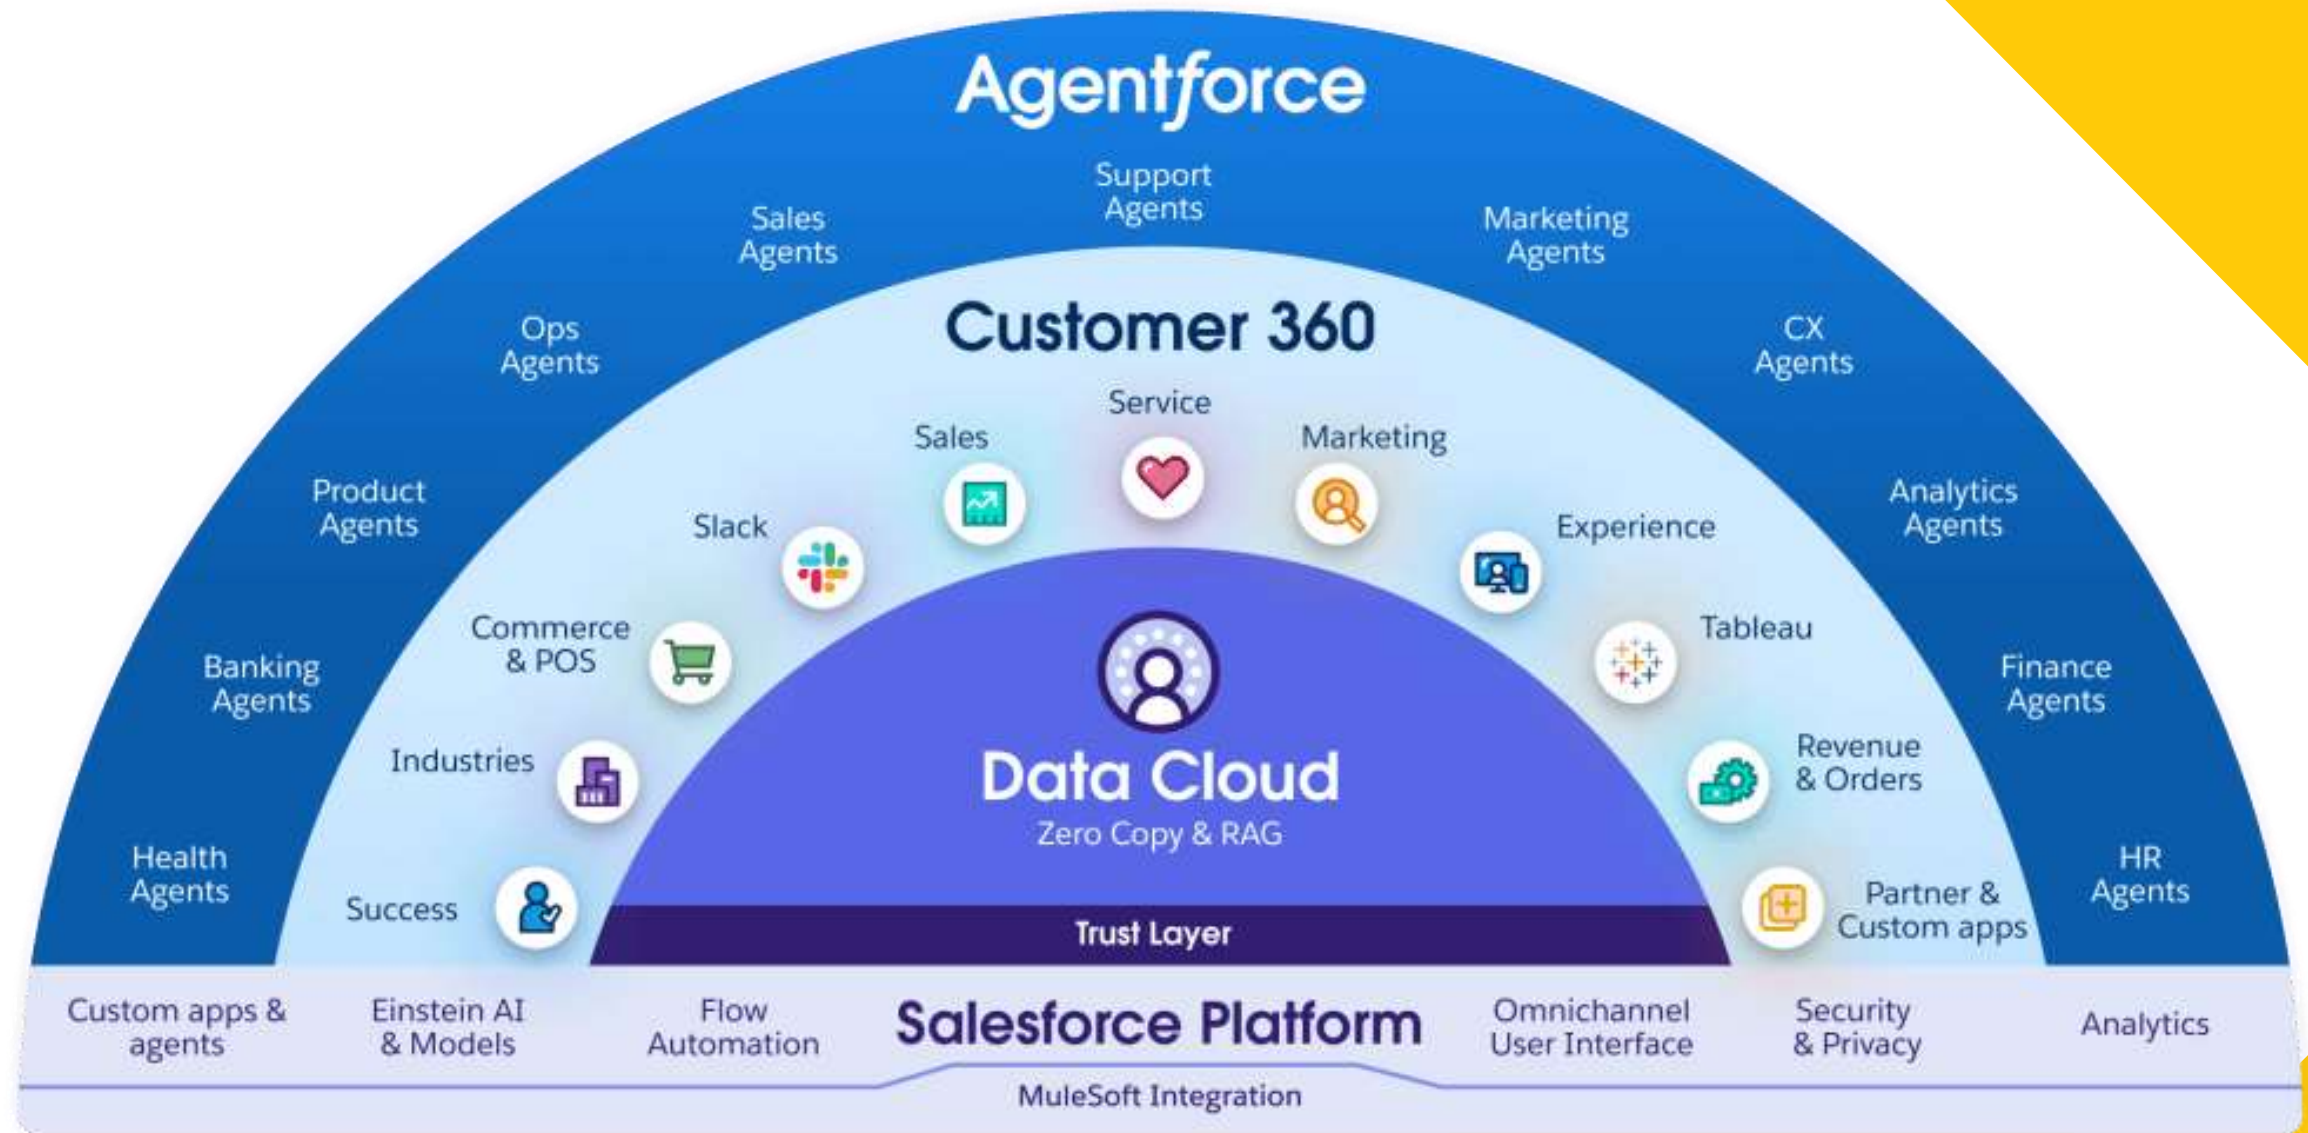 Agentforce
Support
Agents
Sales
Agents
Marketing
Agents
Ops
Agents
CX
Agents
Product
Agents
Analytics
Agents
Banking
Agents
Finance
Agents
Health
Agents
HR
Agents
Customer 360
Service
Sales
Marketing
Slack
Experience
Commerce
& POS
Tableau
Industries
Revenue
& Orders
Success
Partner &
Custom apps
Data Cloud
Zero Copy & RAG
Trust Layer
Custom apps &
agents
Einstein AI
& Models
Flow
Automation
Salesforce Platform
Omnichannel
User Interface
Security
& Privacy
Analytics
MuleSoft Integration